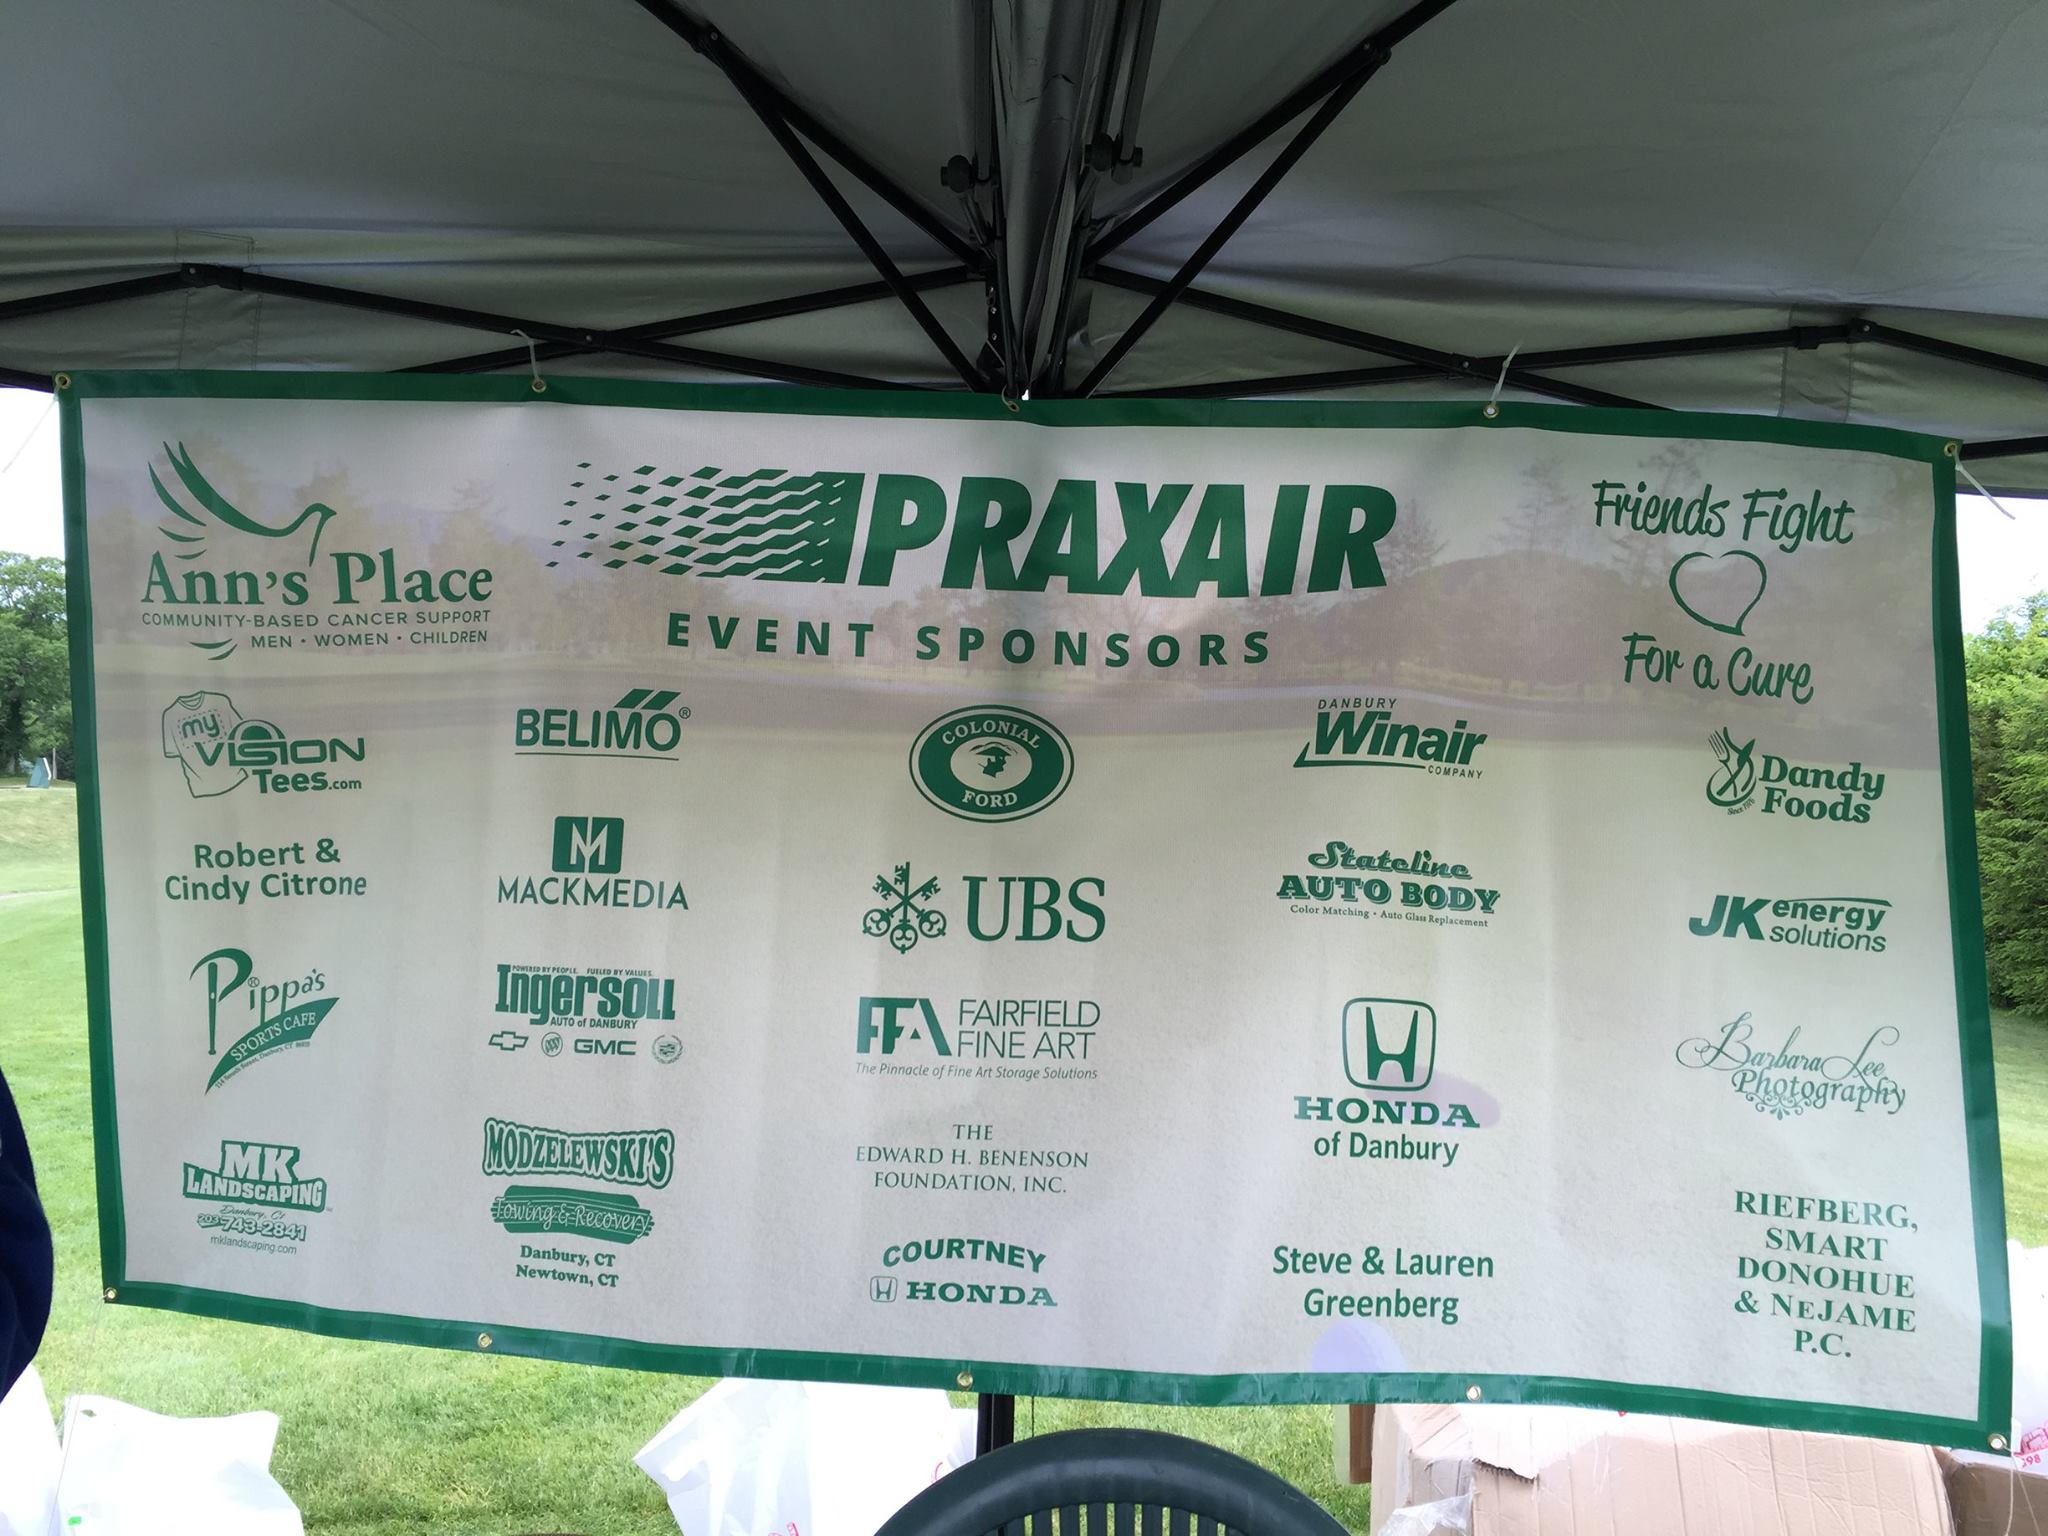 Ann's Place
COMMUNITY-BASED CANCER SUPPORT
MEN • WOMEN • CHILDREN
PRAXAIR
EVENT SPONSORS
Friends Fight
For a Cure
my
VISION
Tees.com
BELIMO®
COLONIAL
FORD
DANBURY
Winair
COMPANY
Dandy
Foods
Since 1976
Robert &
Cindy Citrone
M
MACKMEDIA
UBS
Stateline
AUTO BODY
Color Matching • Auto Glass Replacement
JK energy
solutions
Pippa's
SPORTS CAFE
POWERED BY PEOPLE. FUELED BY VALUES.
Ingersoll
AUTO of DANBURY
GMC
FFA FAIRFIELD
FINE ART
The Pinnacle of Fine Art Storage Solutions
HONDA
of Danbury
Barbara Lee
Photography
MK
LANDSCAPING
Danbury, Ct
203-743-2841
mklandscaping.com
MODZELEWSKI'S
Towing & Recovery
Danbury, CT
Newtown, CT
THE
EDWARD H. BENENSON
FOUNDATION, INC.
COURTNEY
HONDA
Steve & Lauren
Greenberg
RIEFBERG,
SMART
DONOHUE
& NEJAME
P.C.